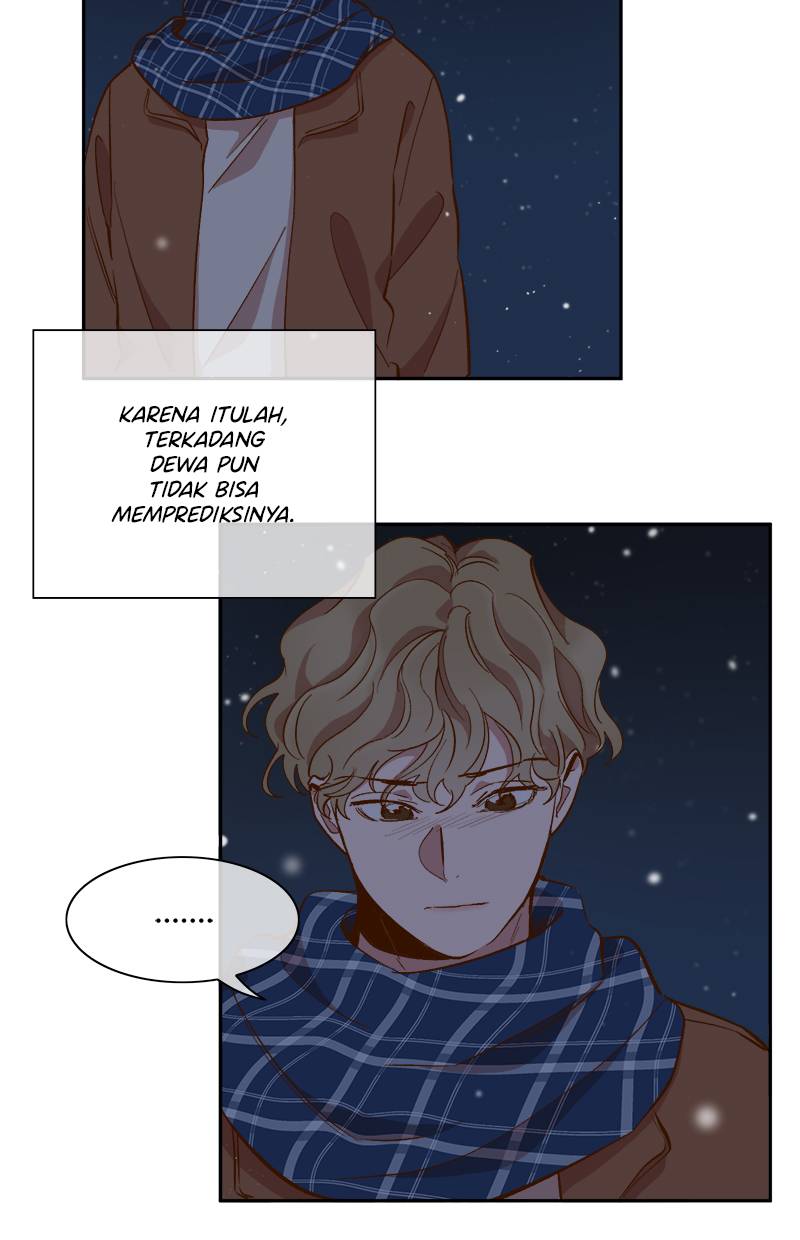 KARENA ITULAH,
TERKADANG
DEWA PUN
TIDAK BISA
MEMPREDIKSINYA.
.......